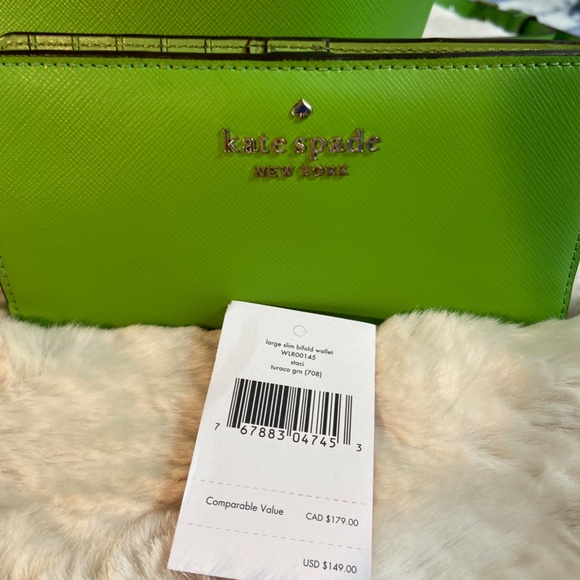 kate spade
NEW YORK
large slim bifold wallet
WLR00145
staci
turaco grn (708)
7 67883 04745 3
Comparable Value CAD $179.00
USD $149.00